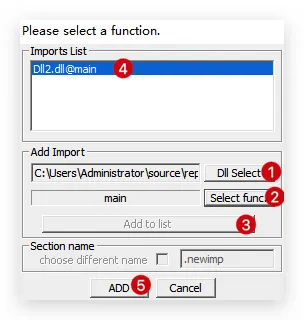 Please select a function.
Imports List
Dll2.dll@main
4
Add Import
C:\Users\Administrator\source\rep
Dll Select
1
main
Select func.
2
Add to list
3
Section name
choose different name
.newimp
ADD
5
Cancel